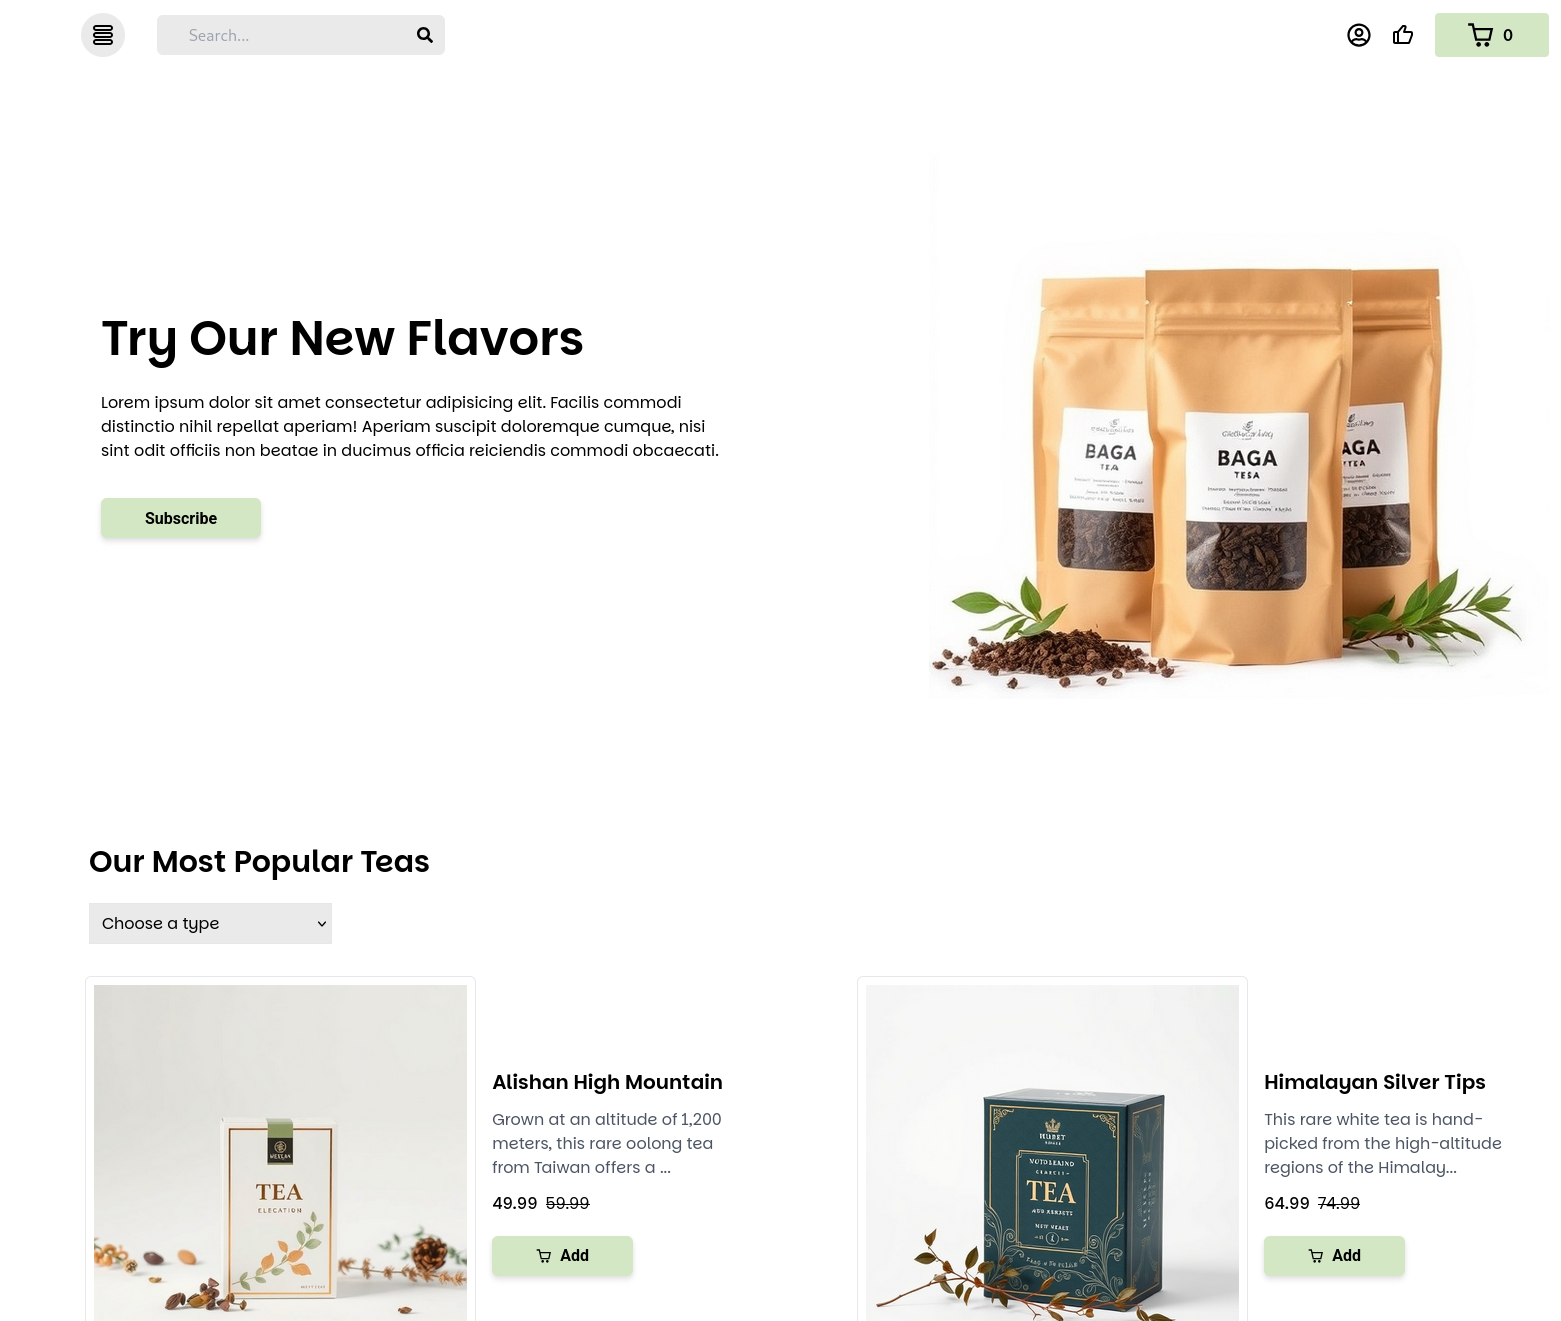 Search...
0
Try Our New Flavors
Lorem ipsum dolor sit amet consectetur adipisicing elit. Facilis commodi
distinctio nihil repellat aperiam! Aperiam suscipit doloremque cumque, nisi
sint odit officiis non beatae in ducimus officia reiciendis commodi obcaecati.
Subscribe
BAGA
TEA
BAGA
TESA
AGA
TEA
Our Most Popular Teas
Choose a type
TEA
ELECATION
Alishan High Mountain
Grown at an altitude of 1,200
meters, this rare oolong tea
from Taiwan offers a ...
49.99 59.99
Add
TEA
Himalayan Silver Tips
This rare white tea is hand-
picked from the high-altitude
regions of the Himalay...
64.99 74.99
Add